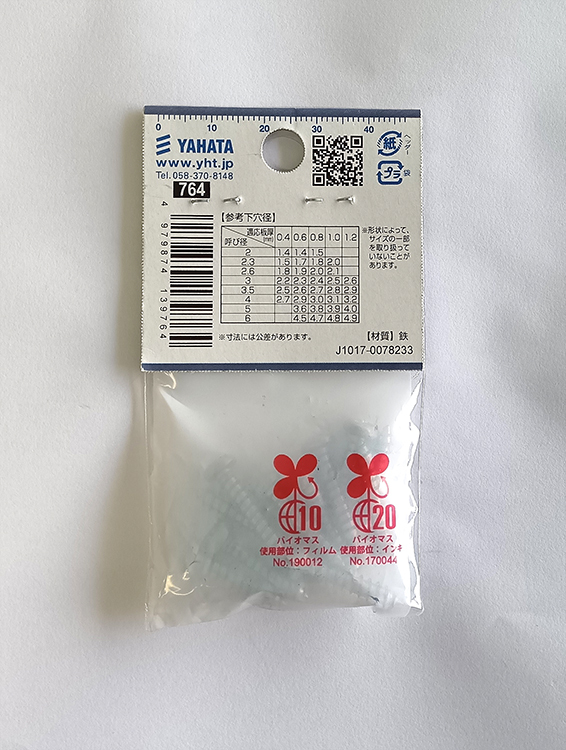 0 10 20 30 40
YAHATA
www.yht.jp
Tel. 058-370-8148
764
紙
ヘッダー
プラ
袋
4 979874 139764
【参考下穴径】
適応板厚(mm) 0.4 0.6 0.8 1.0 1.2
呼び径
2 1.4 1.4 1.5
2.3 1.5 1.7 1.8 2.0
2.6 1.8 1.9 2.0 2.1
3 2.2 2.3 2.4 2.5 2.6
3.5 2.5 2.6 2.7 2.8 2.9
4 2.7 2.9 3.0 3.1 3.2
5 3.6 3.8 3.9 4.0
6 4.5 4.7 4.8 4.9
※形状によって、
サイズの一部
を取り扱って
いないことが
あります。
※寸法には公差があります。
【材質】鉄
J1017-0078233
10
バイオマス
使用部位:フィルム
No.190012
20
バイオマス
使用部位:インキ
No.170044